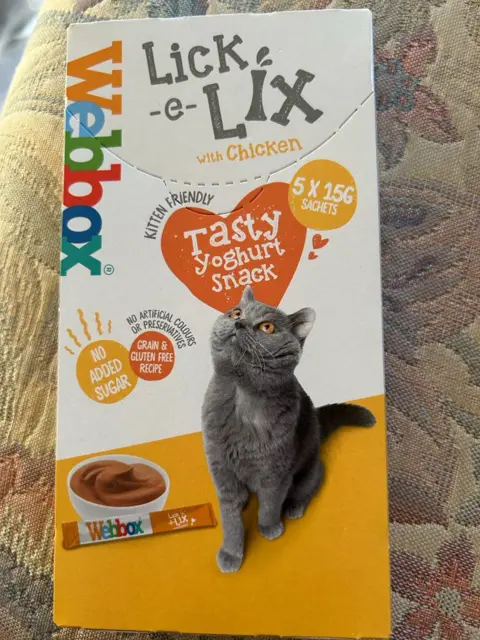 Webbox®
Lick
-e- Lix
with Chicken
5 x 15G
SACHETS
KITTEN FRIENDLY
Tasty
yoghurt
snack
NO ARTIFICIAL COLOURS
OR PRESERVATIVES
GRAIN &
GLUTEN FREE
RECIPE
NO
ADDED
SUGAR
Webbox
Lick
-e- Lix